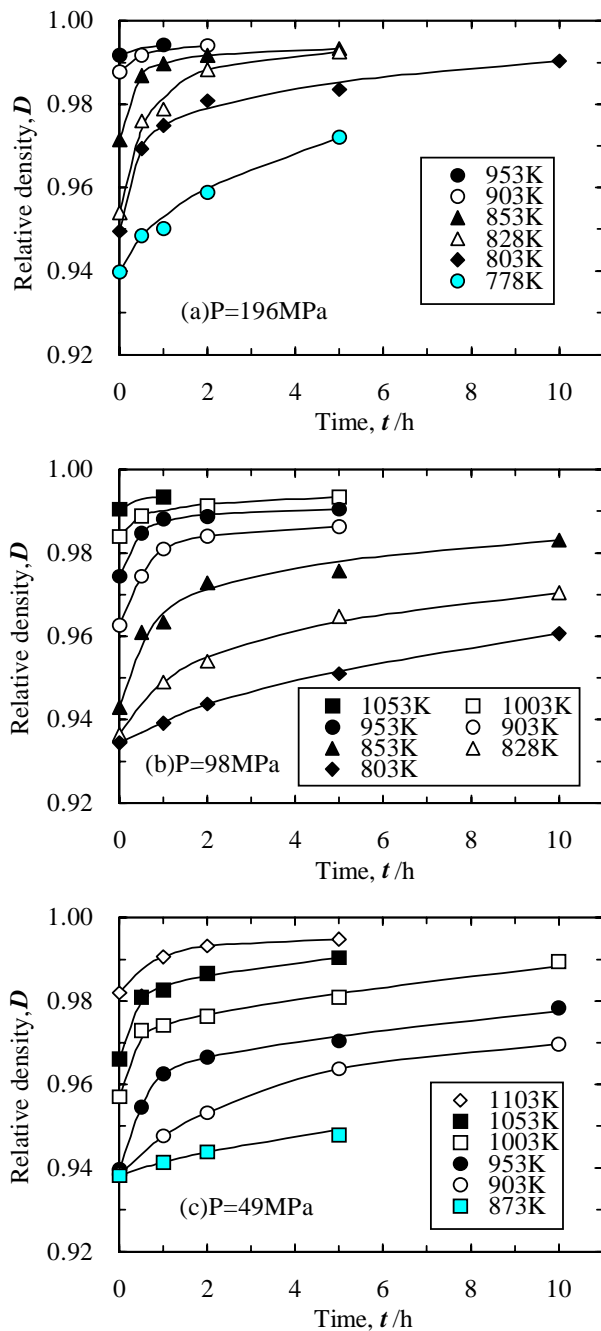 1.00
0.98
0.96
0.94
0.92
Relative density, D
953K
903K
853K
828K
803K
778K
(a)P=196MPa
0 2 4 6 8 10
Time, t /h
1.00
0.98
0.96
0.94
0.92
Relative density, D
1053K 1003K
953K 903K
853K 828K
803K
(b)P=98MPa
0 2 4 6 8 10
Time, t /h
1.00
0.98
0.96
0.94
0.92
Relative density, D
1103K
1053K
1003K
953K
903K
873K
(c)P=49MPa
0 2 4 6 8 10
Time, t /h